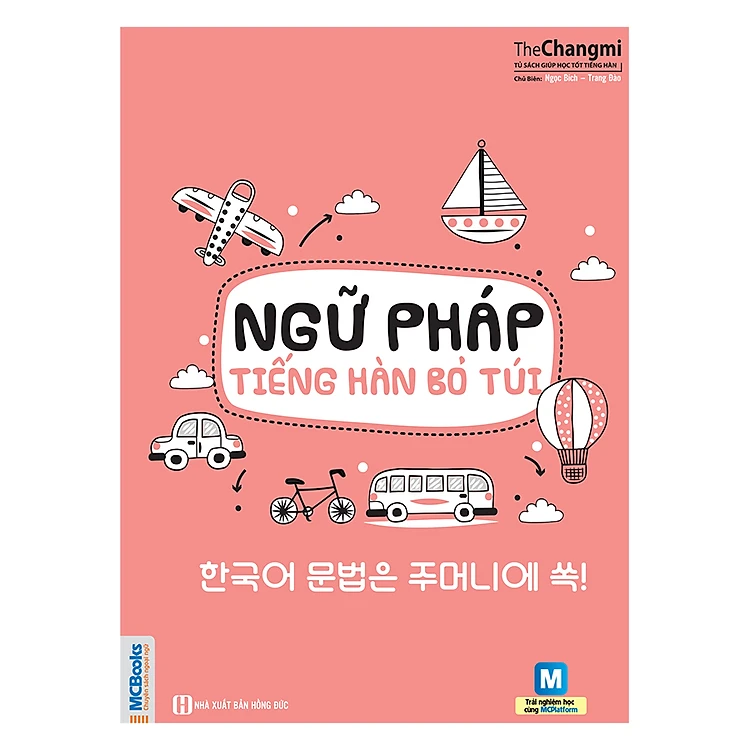 TheChangmi
TỦ SÁCH GIÚP HỌC TỐT TIẾNG HÀN
Chủ Biên: Ngọc Bích – Trang Đào
NGỮ PHÁP
TIẾNG HÀN BỎ TÚI
한국어 문법은 주머니에 쏙!
MCBooks
Chuyên sách ngoại ngữ
H NHÀ XUẤT BẢN HỒNG ĐỨC
M
Trải nghiệm học
cùng MCPlatform